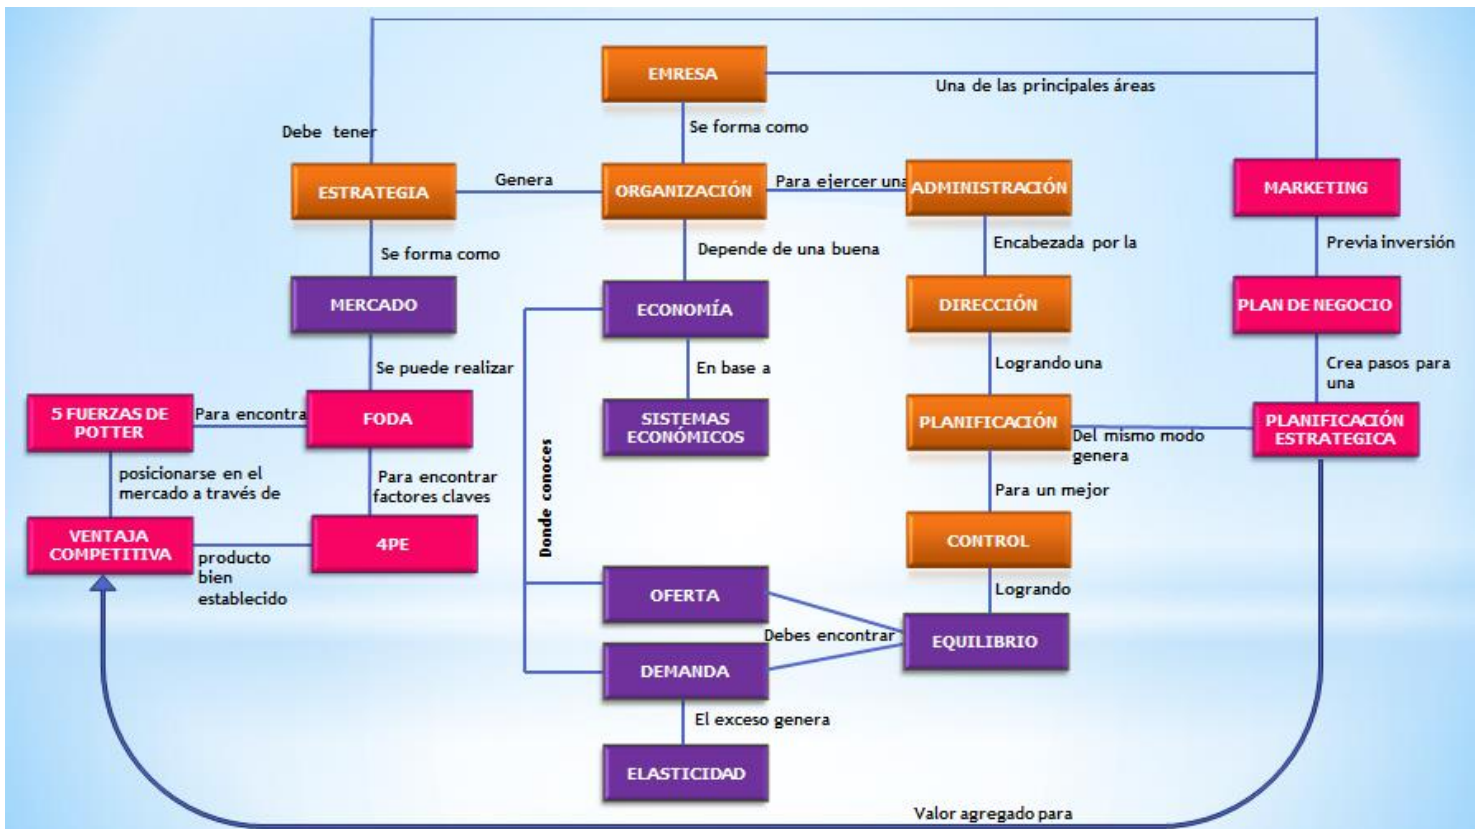 EMRESA
Una de las principales áreas
Se forma como
Debe tener
ESTRATEGIA
Genera
ORGANIZACIÓN
Para ejercer una
ADMINISTRACIÓN
MARKETING
Se forma como
Depende de una buena
Encabezada por la
Previa inversión
MERCADO
ECONOMÍA
DIRECCIÓN
PLAN DE NEGOCIO
Se puede realizar
En base a
Logrando una
Crea pasos para
una
5 FUERZAS DE
POTTER
Para encontra
FODA
SISTEMAS
ECONÓMICOS
PLANIFICACIÓN
Del mismo modo
genera
PLANIFICACIÓN
ESTRATEGICA
posicionarse en el
mercado a través de
Para encontrar
factores claves
Donde conoces
Para un mejor
VENTAJA
COMPETITIVA
producto
bien
establecido
4PE
CONTROL
OFERTA
Logrando
Debes encontrar
EQUILIBRIO
DEMANDA
El exceso genera
ELASTICIDAD
Valor agregado para